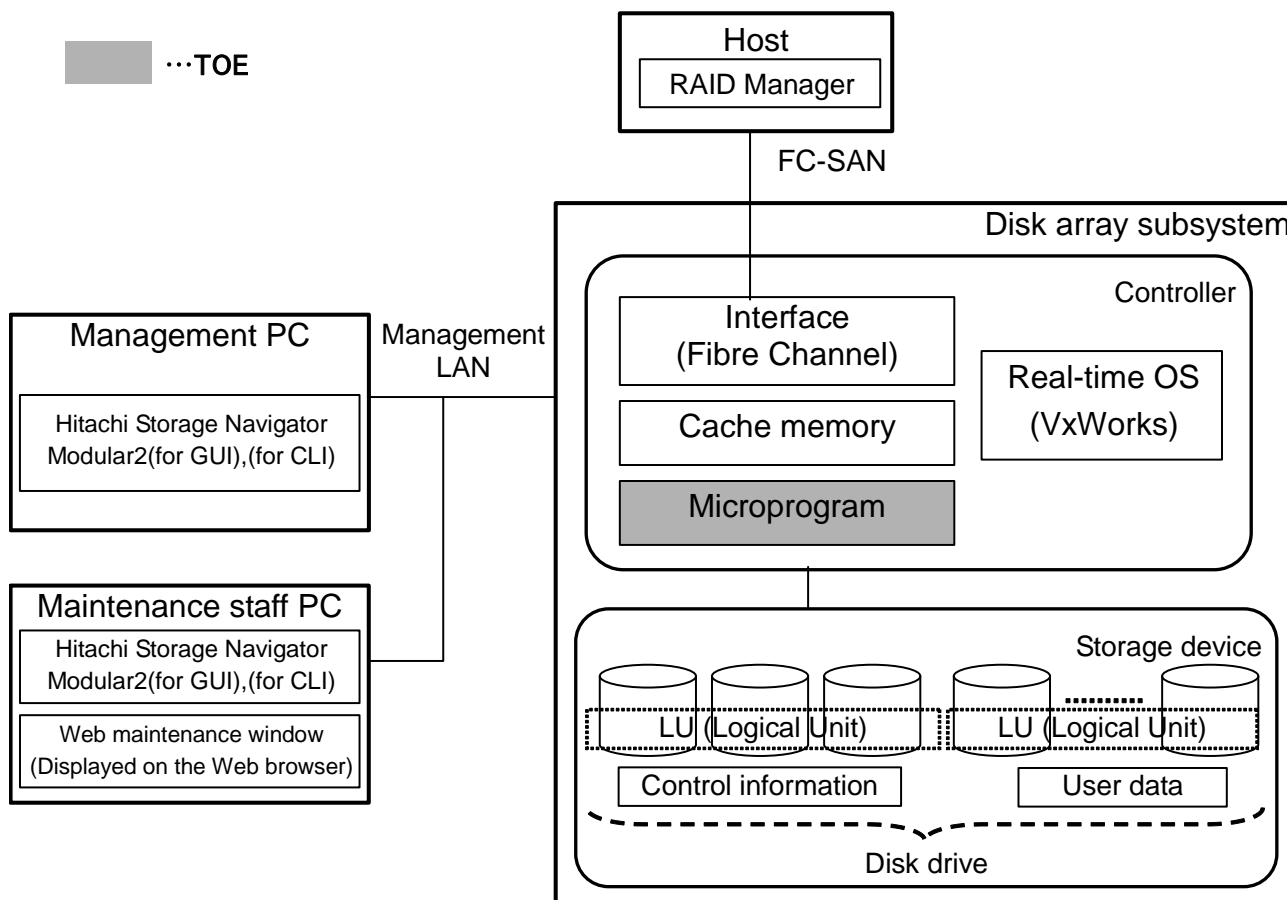 …TOE
Host
RAID Manager
FC-SAN
Disk array subsystem
Controller
Interface
(Fibre Channel)
Real-time OS
(VxWorks)
Cache memory
Microprogram
Management PC
Hitachi Storage Navigator
Modular2(for GUI),(for CLI)
Management
LAN
Maintenance staff PC
Hitachi Storage Navigator
Modular2(for GUI),(for CLI)
Web maintenance window
(Displayed on the Web browser)
Storage device
LU (Logical Unit)
LU (Logical Unit)
Control information
User data
Disk drive